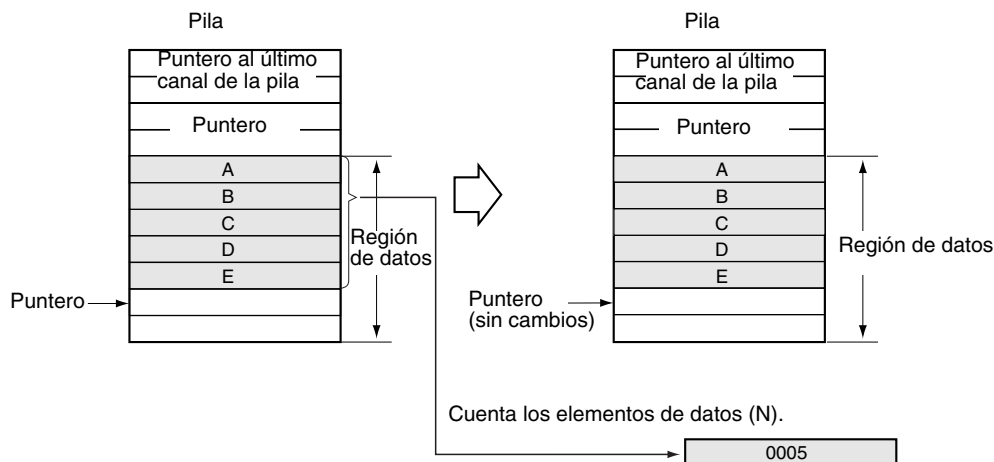 Pila
Puntero al último
canal de la pila
Puntero
A
B
C
D
E
Región
de datos
Puntero
Pila
Puntero al último
canal de la pila
Puntero
A
B
C
D
E
Región de datos
Puntero
(sin cambios)
Cuenta los elementos de datos (N).
0005